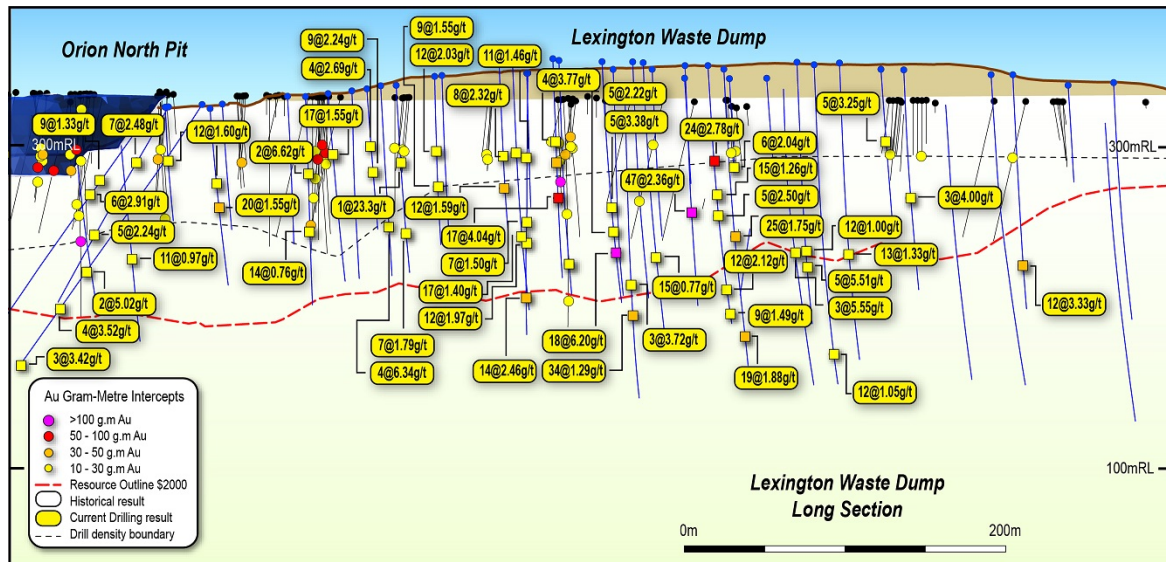 Orion North Pit
Lexington Waste Dump
9@2.24g/t
4@2.69g/t
9@1.55g/t
12@2.03g/t
11@1.46g/t
4@3.77g/t
8@2.32g/t
5@2.22g/t
5@3.38g/t
5@3.25g/t
9@1.33g/t
7@2.48g/t
12@1.60g/t
17@1.55g/t
2@6.62g/t
24@2.78g/t
6@2.04g/t
15@1.26g/t
300mRL
300mRL
6@2.91g/t
20@1.55g/t
1@23.3g/t
12@1.59g/t
47@2.36g/t
5@2.50g/t
3@4.00g/t
5@2.24g/t
17@4.04g/t
25@1.75g/t
12@1.00g/t
11@0.97g/t
14@0.76g/t
7@1.50g/t
12@2.12g/t
13@1.33g/t
2@5.02g/t
17@1.40g/t
15@0.77g/t
5@5.51g/t
12@3.33g/t
4@3.52g/t
12@1.97g/t
3@5.55g/t
3@3.42g/t
7@1.79g/t
18@6.20g/t
3@3.72g/t
9@1.49g/t
4@6.34g/t
14@2.46g/t
34@1.29g/t
19@1.88g/t
12@1.05g/t
Au Gram-Metre Intercepts
>100 g.m Au
50 - 100 g.m Au
30 - 50 g.m Au
10 - 30 g.m Au
Resource Outline $2000
Historical result
Current Drilling result
Drill density boundary
100mRL
100mRL
Lexington Waste Dump
Long Section
0m
200m